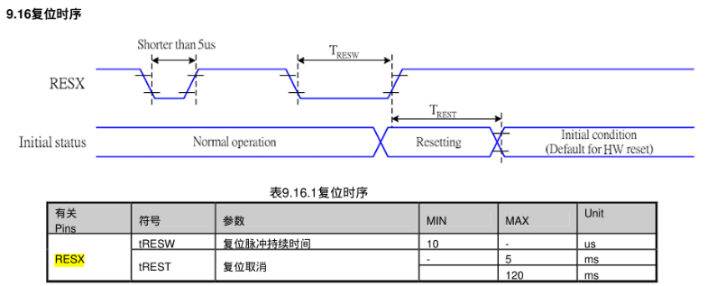 9.16复位时序
Shorter than 5us
TRESW
RESX
TREST
Initial status
Normal operation
Resetting
Initial condition
(Default for HW reset)
表9.16.1复位时序
有关 Pins 符号 参数 MIN MAX Unit
RESX tRESW 复位脉冲持续时间 10 - us
tREST 复位取消 - 5 ms
120 ms